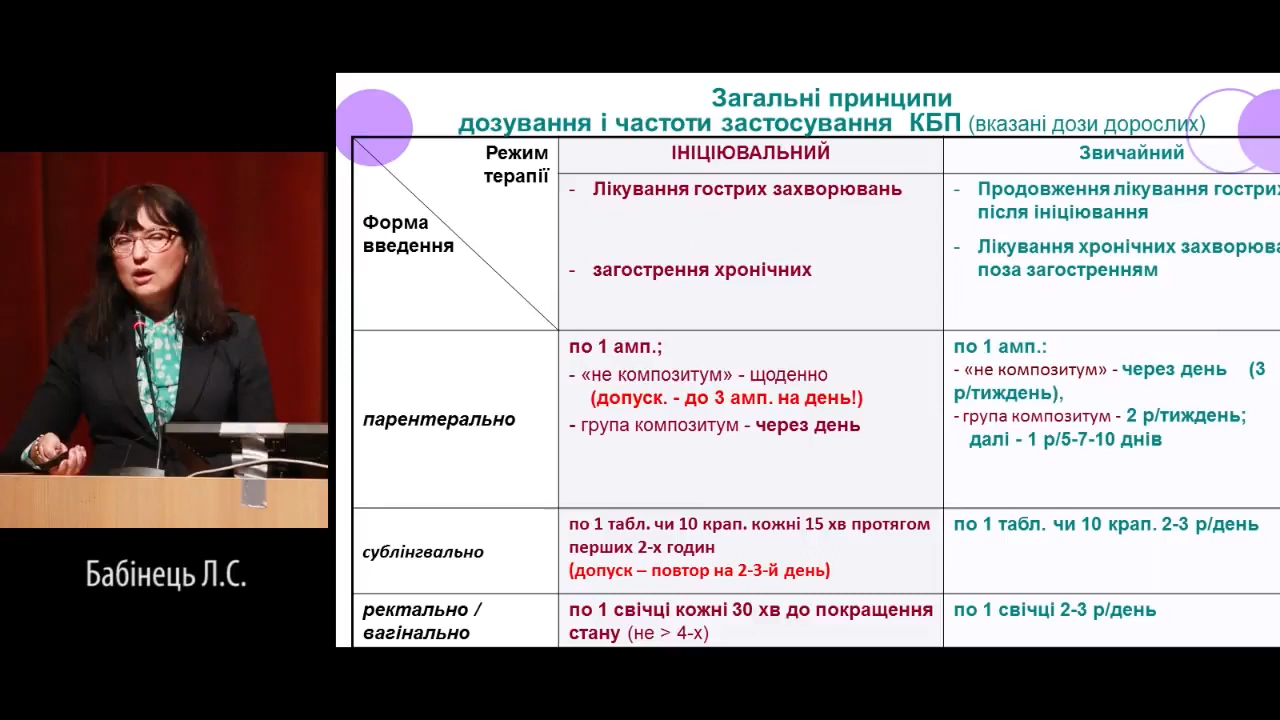 Загальні принципи
дозування і частоти застосування КБП (вказані дози дорослих)
Режим
терапії
Форма
введення
ІНІЦІЮВАЛЬНИЙ
Звичайний
- Лікування гострих захворювань
- загострення хронічних
- Продовження лікування гострих
після ініціювання
- Лікування хронічних
поза загостренням
парентерально
по 1 амп.;
- «не композитум» - щоденно
(допуск. - до 3 амп. на день!)
- група композитум - через день
по 1 амп.:
- «не композитум» - через день (3
р/тиждень),
- група композитум - 2 р/тиждень;
далі - 1 р/5-7-10 днів
сублінгвально
по 1 табл. чи 10 крап. кожні 15 хв протягом
перших 2-х годин
(допуск – повтор на 2-3-й день)
по 1 табл. чи 10 крап. 2-3 р/день
ректально /
вагінально
по 1 свічці кожні 30 хв до покращення
стану (не > 4-х)
по 1 свічці 2-3 р/день
Бабінець Л.С.